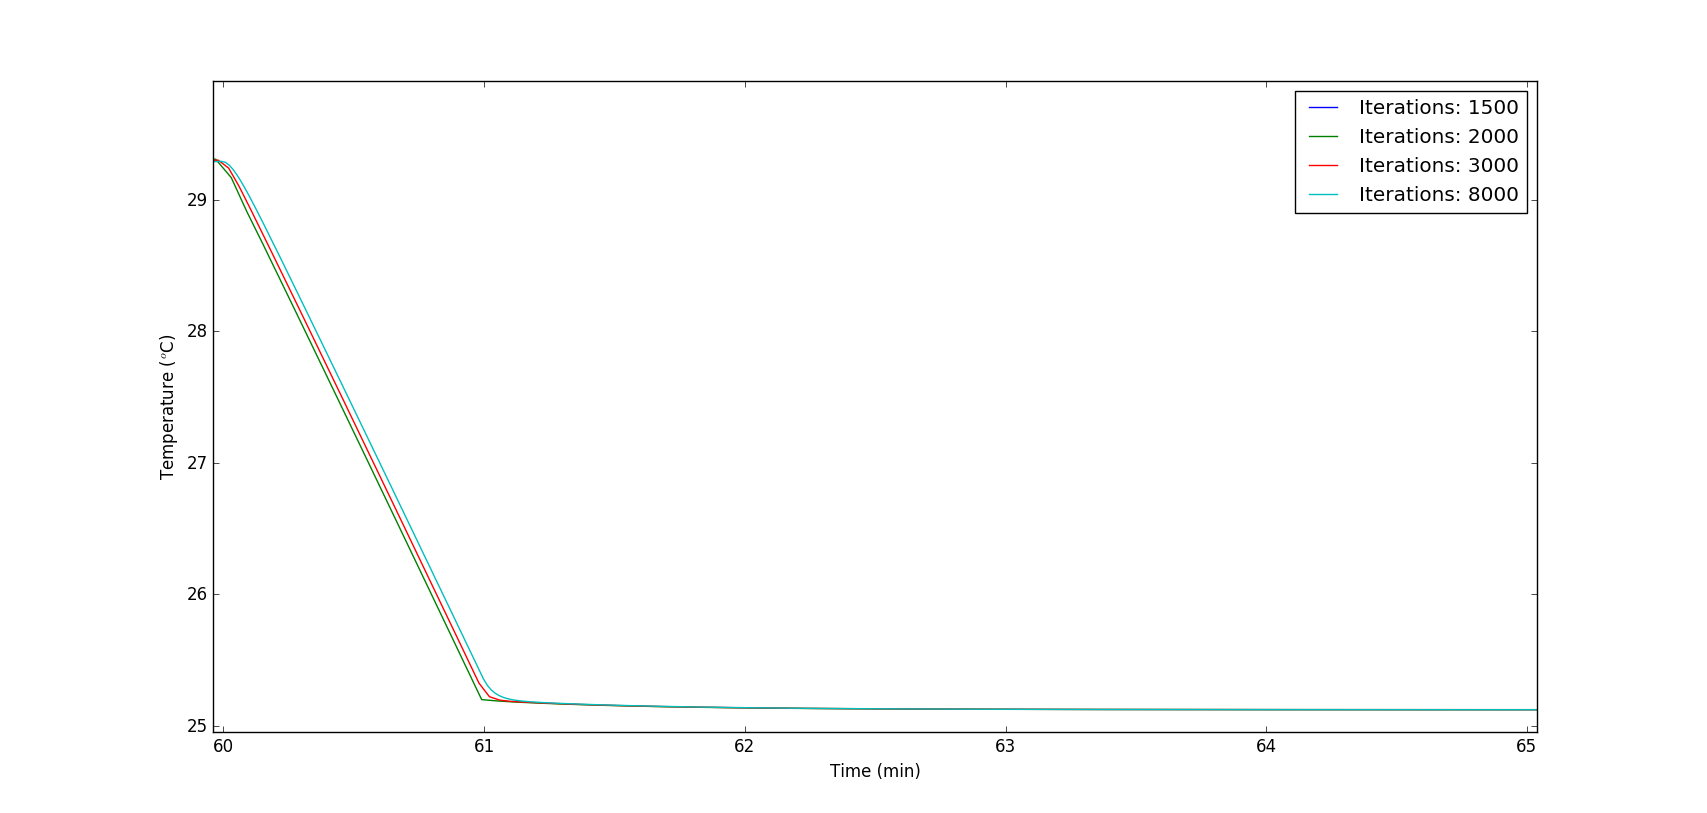 Iterations: 1500
Iterations: 2000
Iterations: 3000
Iterations: 8000
29
28
27
26
25
Temperature (°C)
60 61 62 63 64 65
Time (min)